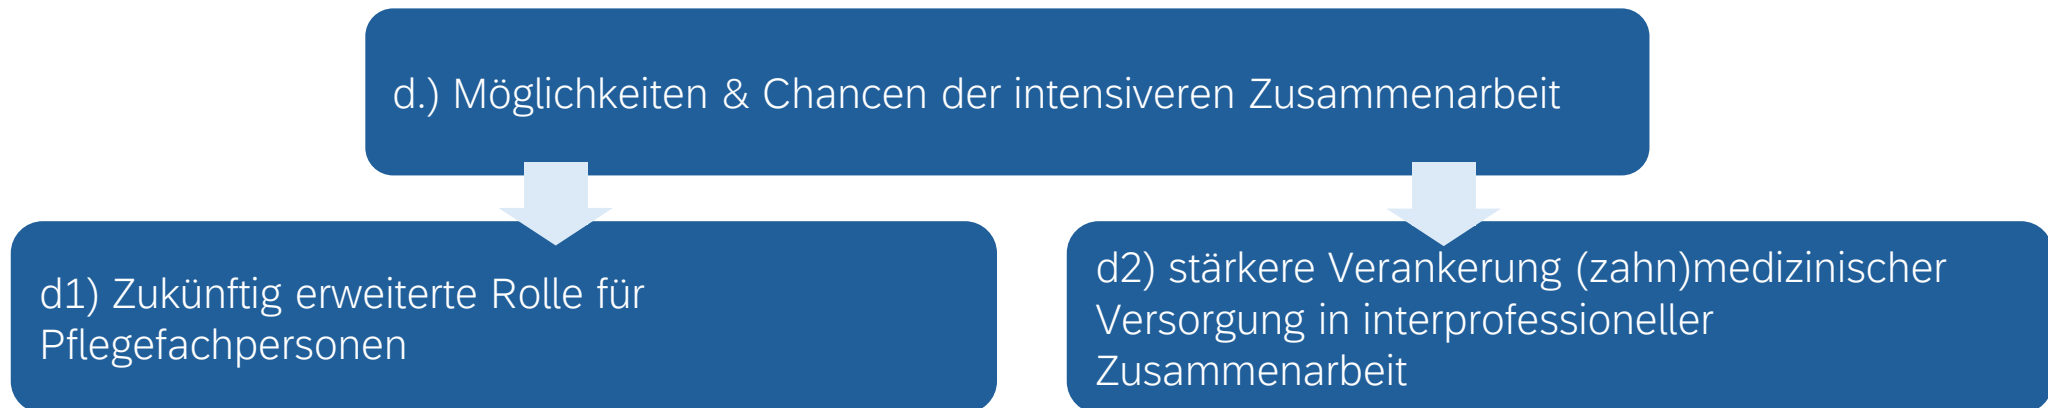 d.) Möglichkeiten & Chancen der intensiveren Zusammenarbeit
d1) Zukünftig erweiterte Rolle für
Pflegefachpersonen
d2) stärkere Verankerung (zahn)medizinischer
Versorgung in interprofessioneller
Zusammenarbeit